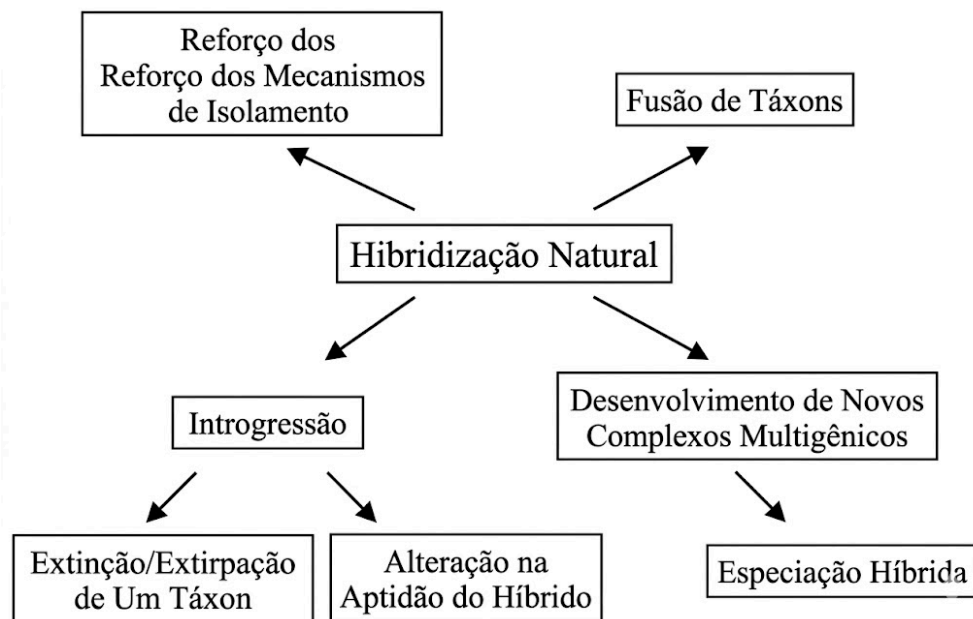 Reforço dos
Reforço dos Mecanismos
de Isolamento
Fusão de Táxons
Hibridização Natural
Introgressão
Desenvolvimento de Novos
Complexos Multigênicos
Extinção/Extirpação
de Um Táxon
Alteração na
Aptidão do Híbrido
Especiação Híbrida